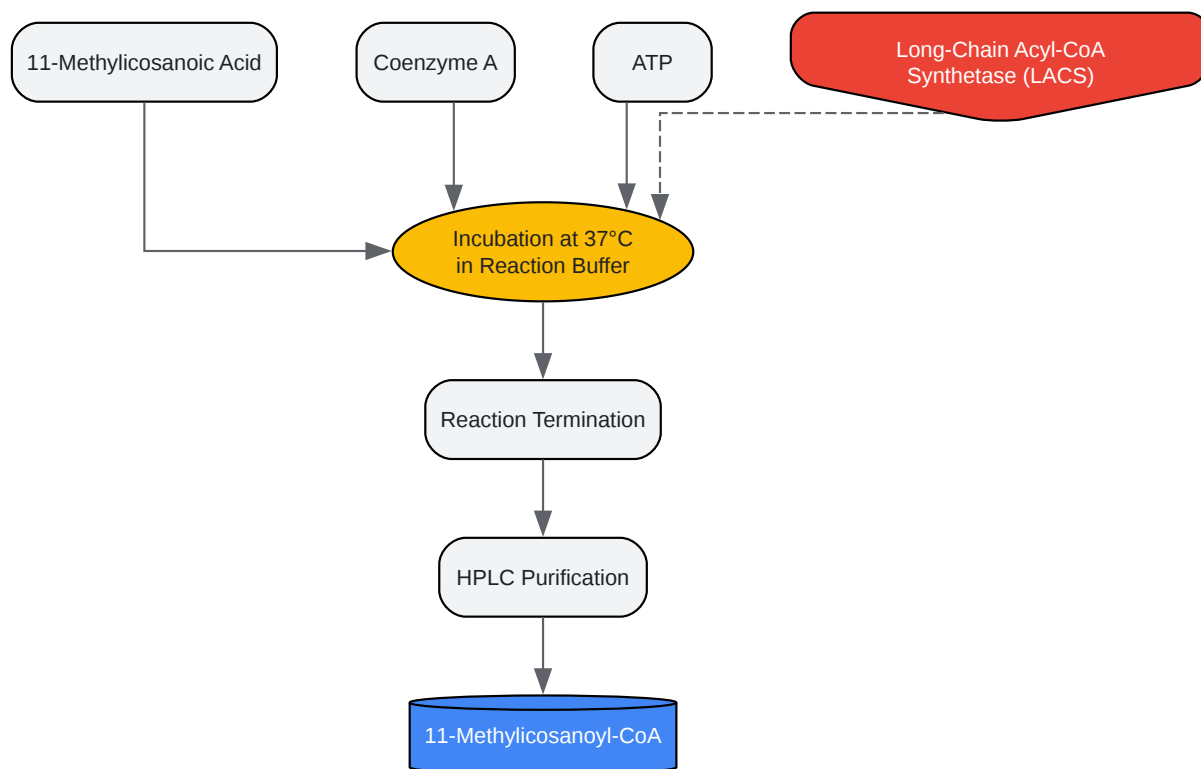 11-Methylicosanoic Acid
Coenzyme A
ATP
Long-Chain Acyl-CoA
Synthetase (LACS)
Incubation at 37°C
in Reaction Buffer
Reaction Termination
HPLC Purification
11-Methylicosanoyl-CoA